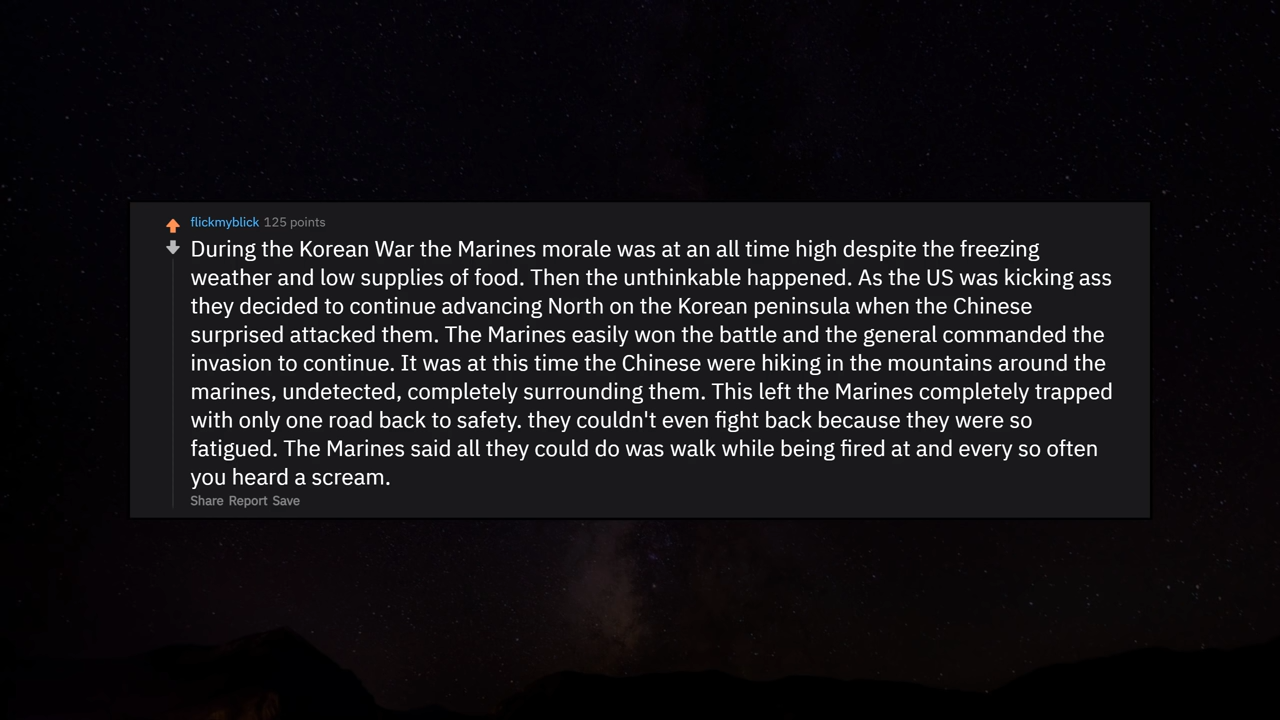 flickmyblick 125 points
During the Korean War the Marines morale was at an all time high despite the freezing
weather and low supplies of food. Then the unthinkable happened. As the US was kicking ass
they decided to continue advancing North on the Korean peninsula when the Chinese
surprised attacked them. The Marines easily won the battle and the general commanded the
invasion to continue. It was at this time the Chinese were hiking in the mountains around the
marines, undetected, completely surrounding them. This left the Marines completely trapped
with only one road back to safety. they couldn't even fight back because they were so
fatigued. The Marines said all they could do was walk while being fired at and every so often
you heard a scream.
Share Report Save